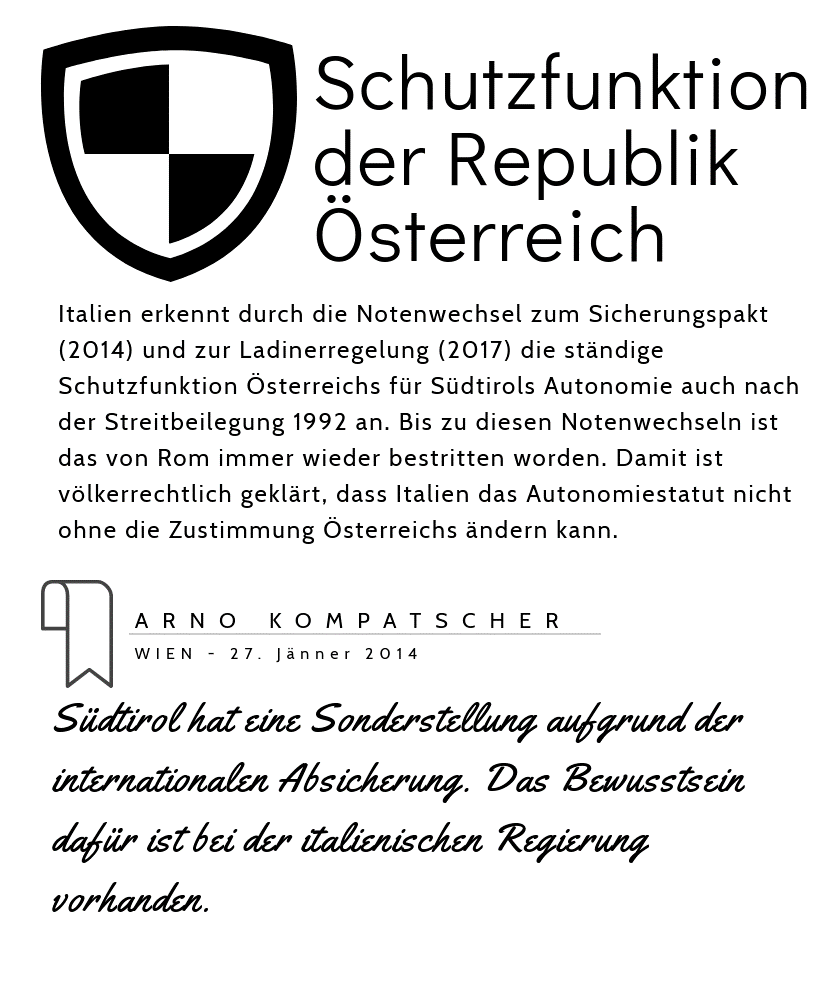 Schutzfunktion
der Republik
Österreich
Italien erkennt durch die Notenwechsel zum Sicherungspakt
(2014) und zur Ladinerregelung (2017) die ständige
Schutzfunktion Österreichs für Südtirols Autonomie auch nach
der Streitbeilegung 1992 an. Bis zu diesen Notenwechseln ist
das von Rom immer wieder bestritten worden. Damit ist
völkerrechtlich geklärt, dass Italien das Autonomiestatut nicht
ohne die Zustimmung Österreichs ändern kann.
ARNO KOMPATSCHER
WIEN - 27. Jänner 2014
Südtirol hat eine Sonderstellung aufgrund der
internationalen Absicherung. Das Bewusstsein
dafür ist bei der italienischen Regierung
vorhanden.